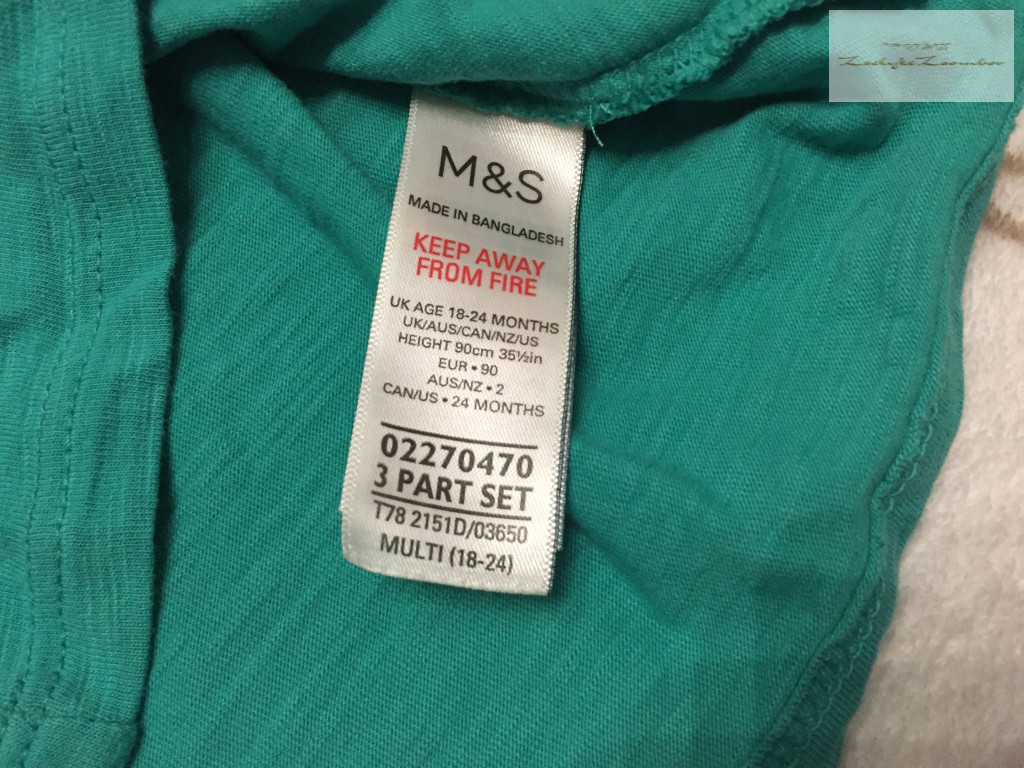 M&S
MADE IN BANGLADESH
KEEP AWAY
FROM FIRE
UK AGE 18-24 MONTHS
UK/AUS/CAN/NZ/US
HEIGHT 90cm 35½in
EUR • 90
AUS/NZ • 2
CAN/US • 24 MONTHS
02270470
3 PART SET
T78 2151D/03650
MULTI (18-24)